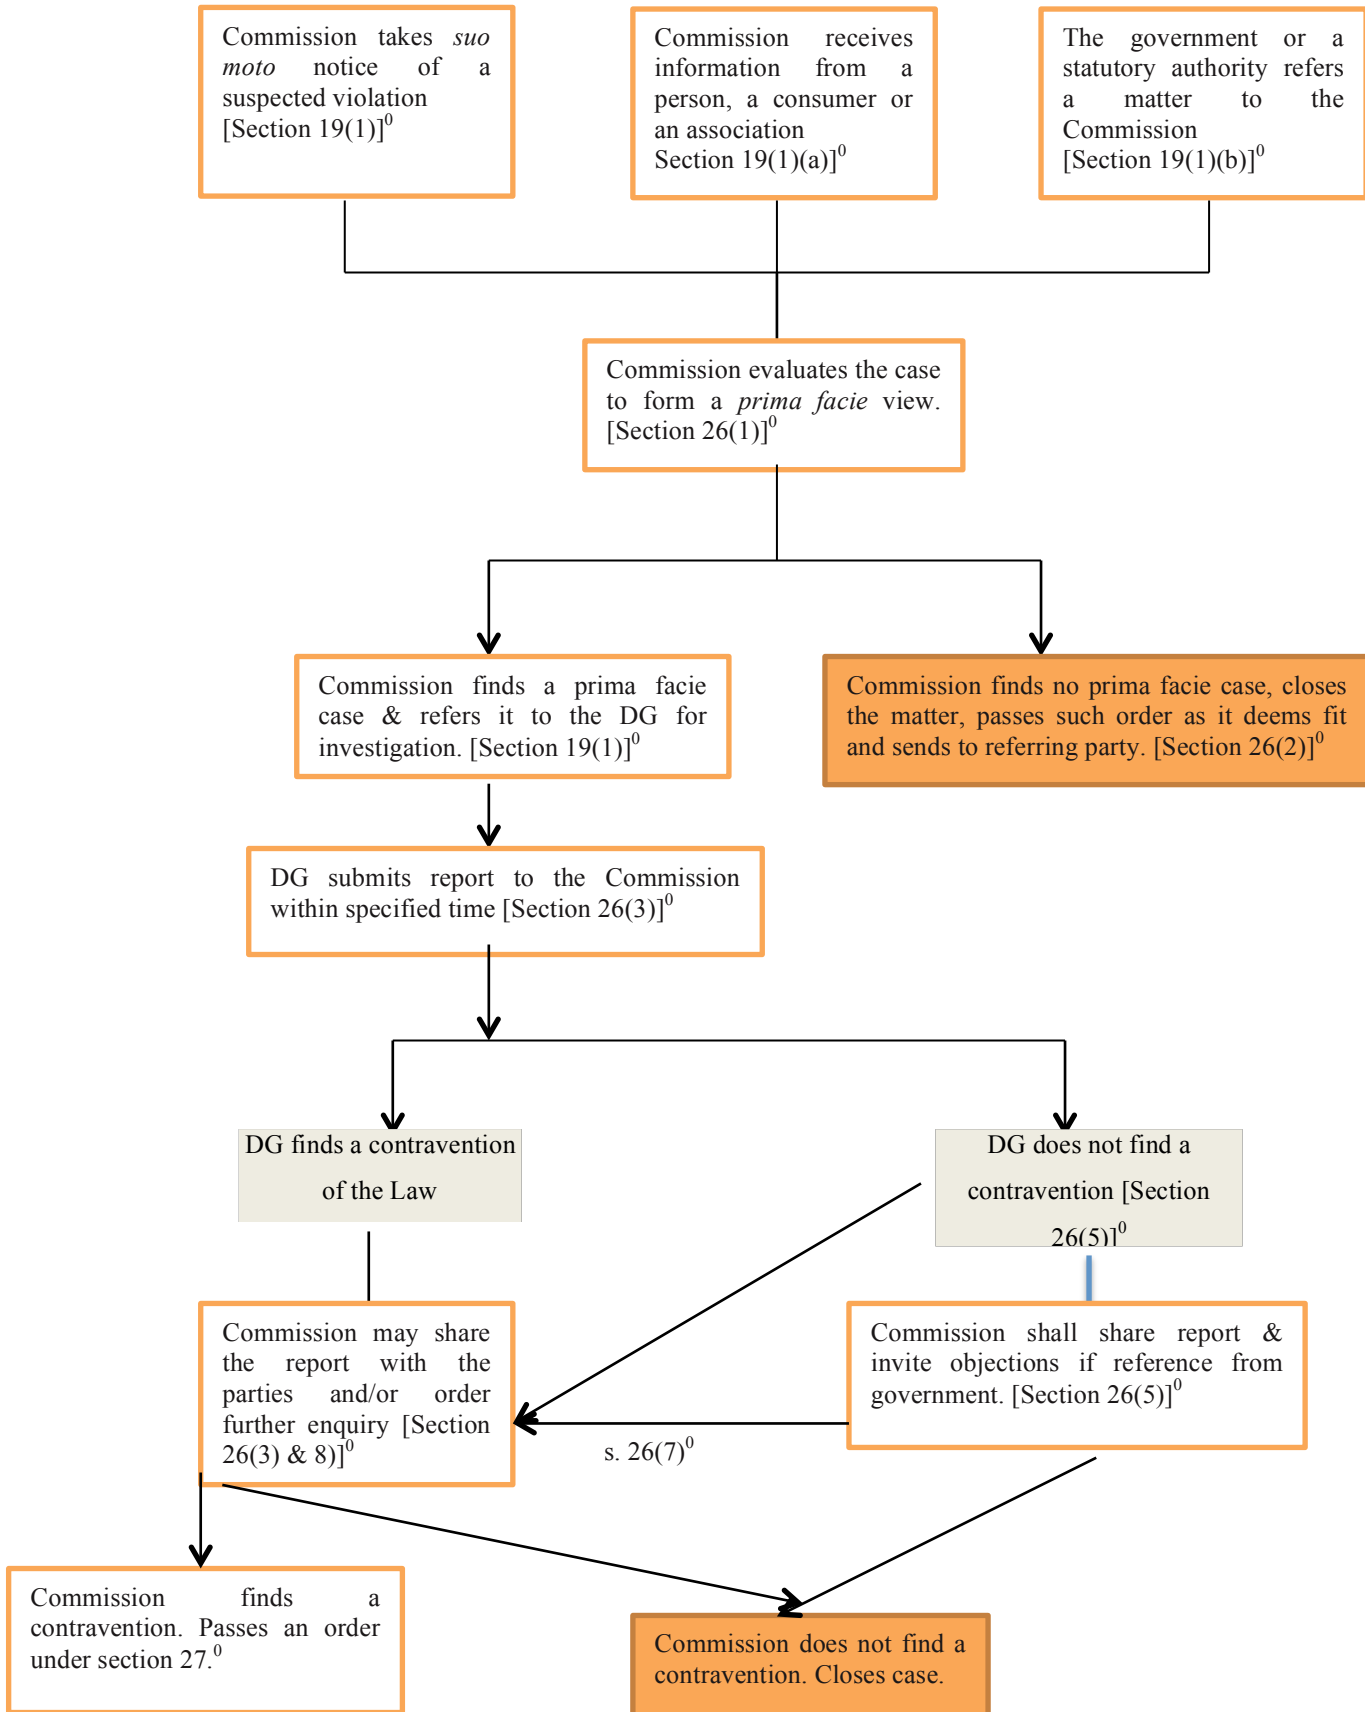 Commission takes suo
moto notice of a
suspected violation
[Section 19(1)]⁰
Commission receives
information from a
person, a consumer or
an association
Section 19(1)(a)]⁰
The government or a
statutory authority refers
a matter to the
Commission
[Section 19(1)(b)]⁰
Commission evaluates the case
to form a prima facie view.
[Section 26(1)]⁰
Commission finds a prima facie
case & refers it to the DG for
investigation. [Section 19(1)]⁰
Commission finds no prima facie case, closes
the matter, passes such order as it deems fit
and sends to referring party. [Section 26(2)]⁰
DG submits report to the Commission
within specified time [Section 26(3)]⁰
DG finds a contravention
of the Law
DG does not find a
contravention [Section
26(5)]⁰
Commission may share
the report with the
parties and/or order
further enquiry [Section
26(3) & 8)]⁰
Commission shall share report &
invite objections if reference from
government. [Section 26(5)]⁰
s. 26(7)⁰
Commission finds a
contravention. Passes an order
under section 27.⁰
Commission does not find a
contravention. Closes case.